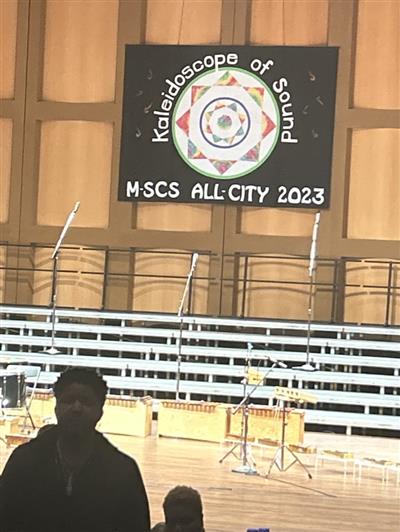 Kaleidoscope of Sound
M-SCS ALL-CITY 2023